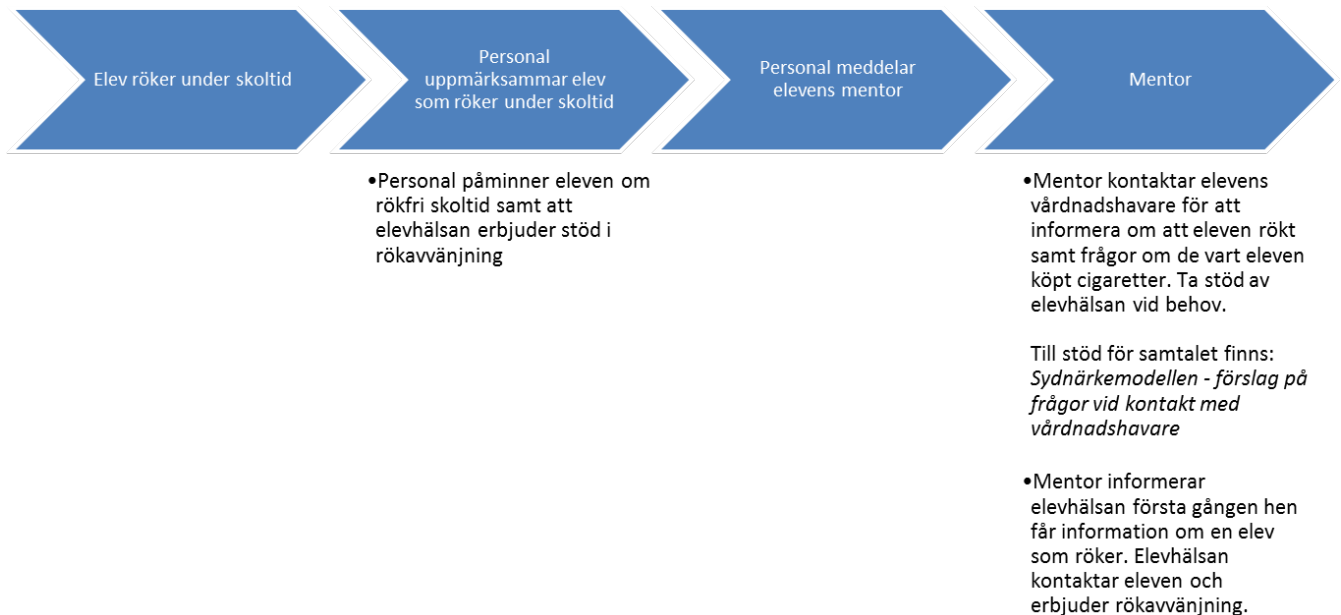 Elev röker under skoltid
Personal
uppmärksammar elev
som röker under skoltid
Personal meddelar
elevens mentor
Mentor
•Personal påminner eleven om
rökfri skoltid samt att
elevhälsan erbjuder stöd i
rökavvänjning
•Mentor kontaktar elevens
vårdnadshavare för att
informera om att eleven rökt
samt frågor om de vart eleven
köpt cigaretter. Ta stöd av
elevhälsan vid behov.
Till stöd för samtalet finns:
Sydnärkemodellen - förslag på
frågor vid kontakt med
vårdnadshavare
•Mentor informerar
elevhälsan första gången hen
får information om en elev
som röker. Elevhälsan
kontaktar eleven och
erbjuder rökavvänjning.